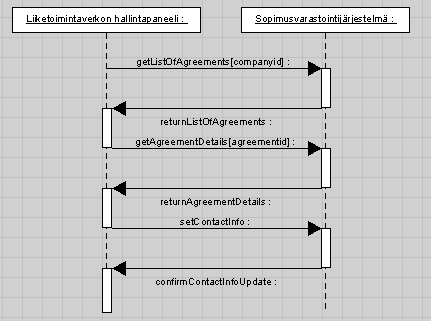 Liiketoimintaverkon hallintapaneeli :
Sopimusvarastointijärjestelmä :
getListOfAgreements[companyid] :
returnListOfAgreements :
getAgreementDetails[agreementid] :
returnAgreementDetails :
setContactInfo :
confirmContactInfoUpdate :